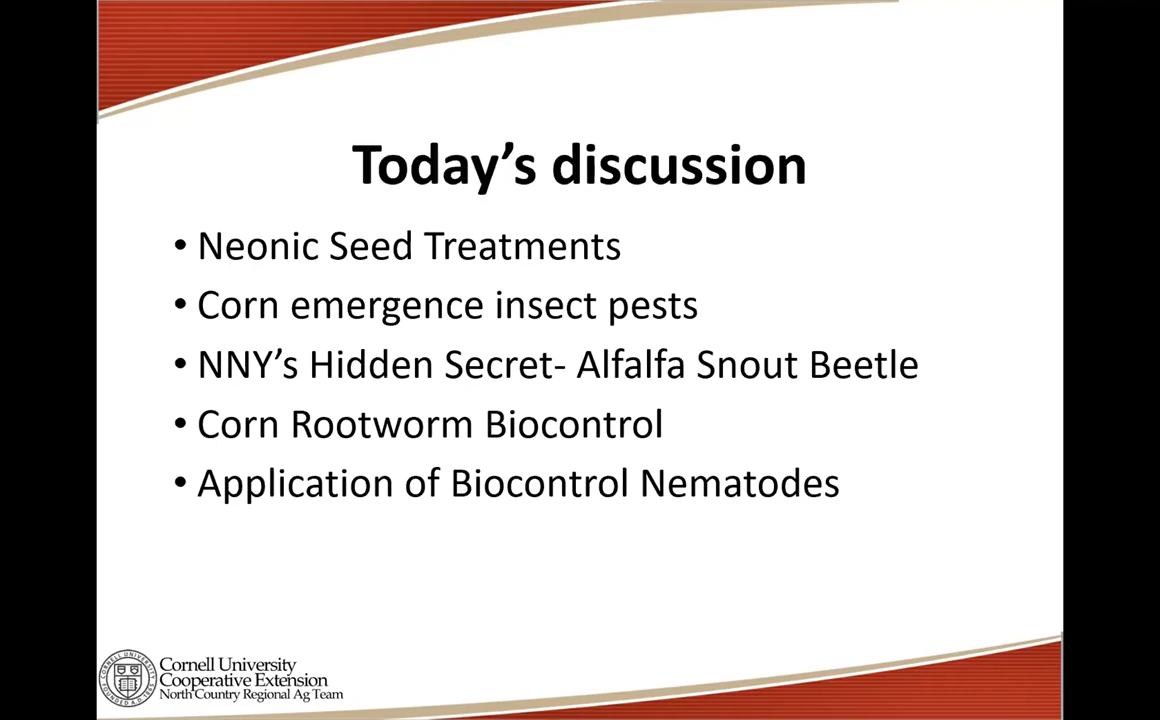 Today's discussion
• Neonic Seed Treatments
• Corn emergence insect pests
• NNY's Hidden Secret- Alfalfa Snout Beetle
• Corn Rootworm Biocontrol
• Application of Biocontrol Nematodes
Cornell University
Cooperative Extension
North Country Regional Ag Team